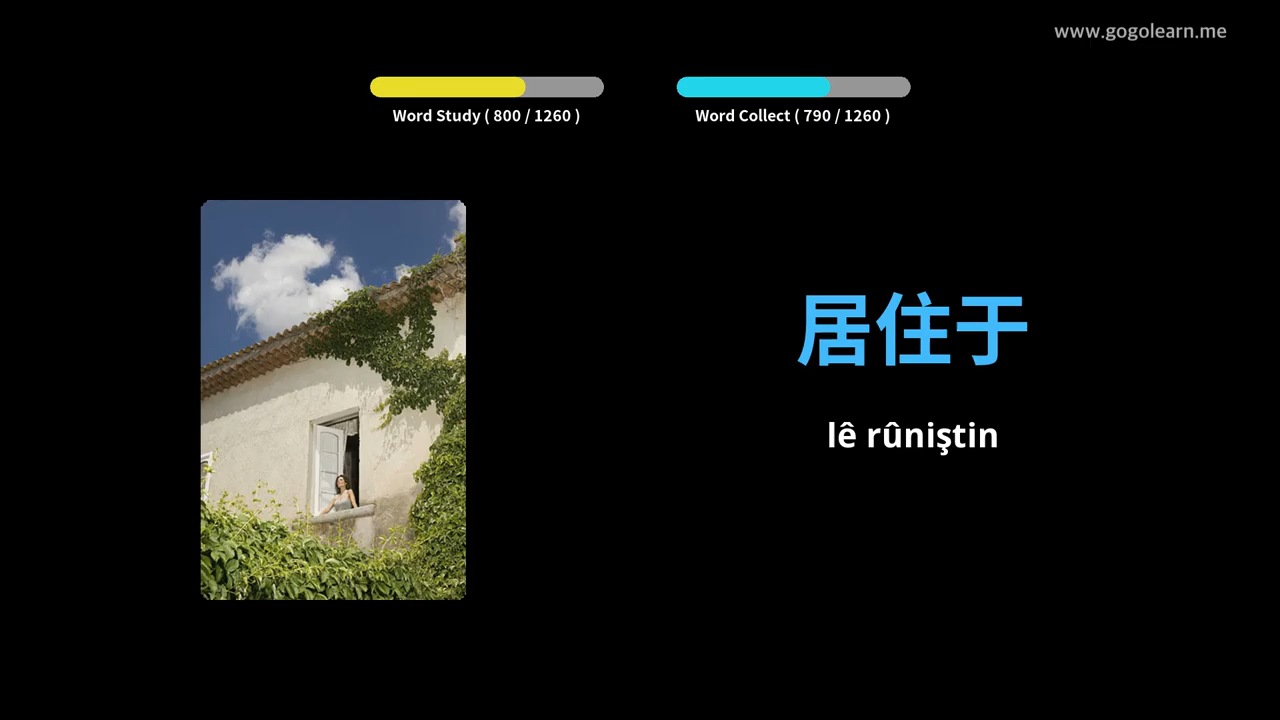 www.gogolearn.me
Word Study ( 800 / 1260 )
Word Collect ( 790 / 1260 )
居住于
lê rûniştin